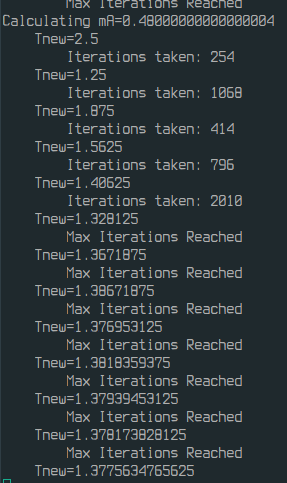 Max Iterations Reached
Calculating mA=0.48000000000000004
Tnew=2.5
Iterations taken: 254
Tnew=1.25
Iterations taken: 1068
Tnew=1.875
Iterations taken: 414
Tnew=1.5625
Iterations taken: 796
Tnew=1.40625
Iterations taken: 2010
Tnew=1.328125
Max Iterations Reached
Tnew=1.3671875
Max Iterations Reached
Tnew=1.38671875
Max Iterations Reached
Tnew=1.376953125
Max Iterations Reached
Tnew=1.3818359375
Max Iterations Reached
Tnew=1.37939453125
Max Iterations Reached
Tnew=1.378173828125
Max Iterations Reached
Tnew=1.3775634765625